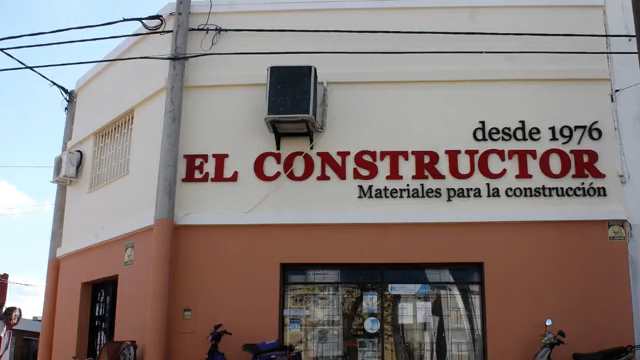 desde 1976
EL CONSTRUCTOR
Materiales para la construcción